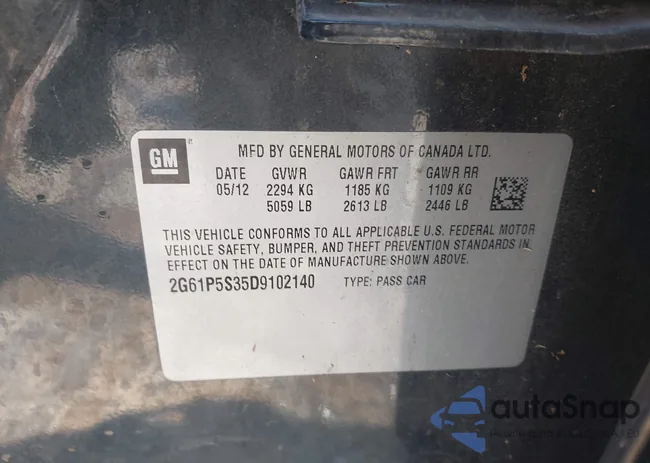 GM
MFD BY GENERAL MOTORS OF CANADA LTD.
DATE GVWR GAWR FRT GAWR RR
05/12 2294 KG 1185 KG 1109 KG
5059 LB 2613 LB 2446 LB
THIS VEHICLE CONFORMS TO ALL APPLICABLE U.S. FEDERAL MOTOR
VEHICLE SAFETY, BUMPER, AND THEFT PREVENTION STANDARDS IN
EFFECT ON THE DATE OF MANUFACTURE SHOWN ABOVE.
2G61P5S35D9102140 TYPE: PASS CAR
autoSnap